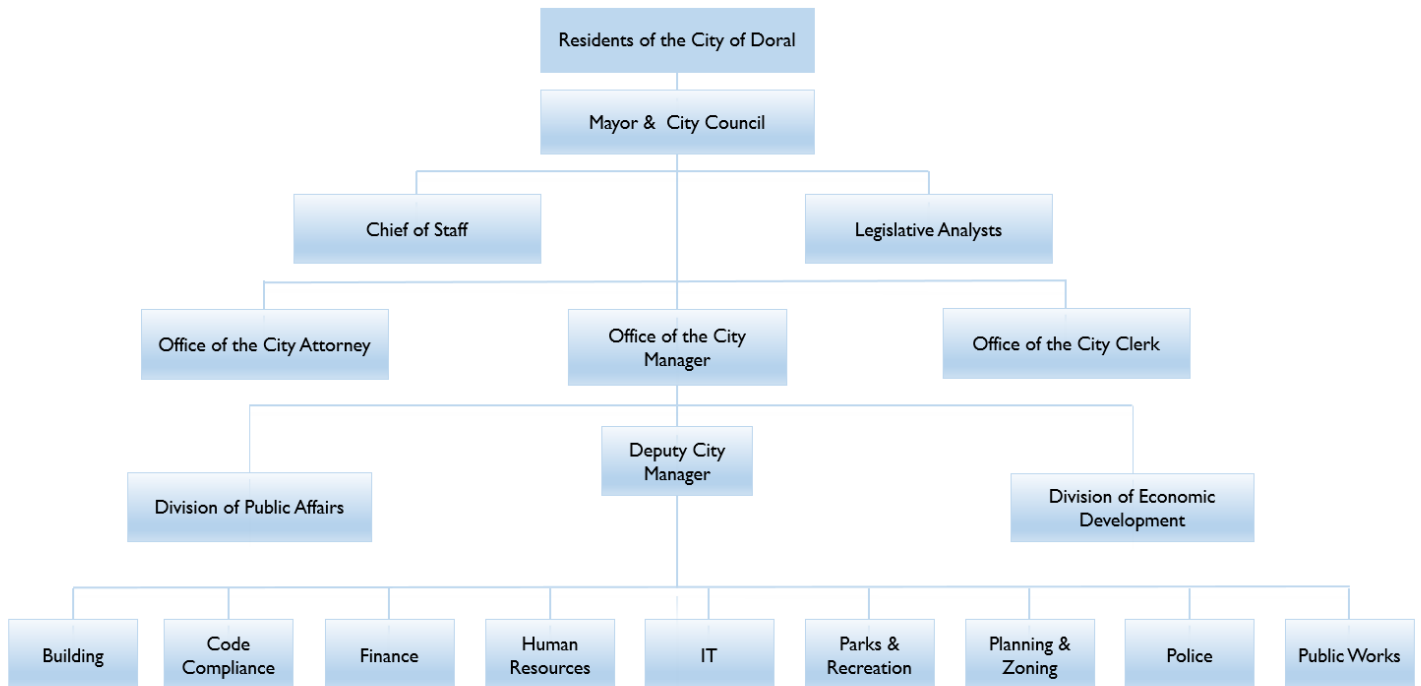 Residents of the City of Doral
Mayor & City Council
Chief of Staff
Legislative Analysts
Office of the City Attorney
Office of the City
Manager
Office of the City Clerk
Deputy City
Manager
Division of Public Affairs
Division of Economic
Development
Building
Code
Compliance
Finance
Human
Resources
IT
Parks &
Recreation
Planning &
Zoning
Police
Public Works